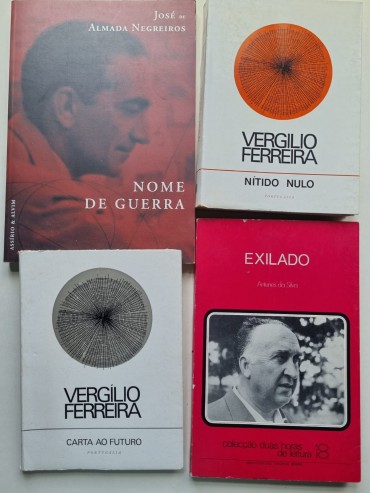 JOSÉ DE
ALMADA NEGREIROS
NOME
DE GUERRA
ASSÍRIO & ALVIM
VERGILIO
FERREIRA
NÍTIDO NULO
PORTUGÁLIA
VERGÍLIO
FERREIRA
CARTA AO FUTURO
PORTUGÁLIA
EXILADO
Antunes da Silva
colecção duas horas
de leitura 18